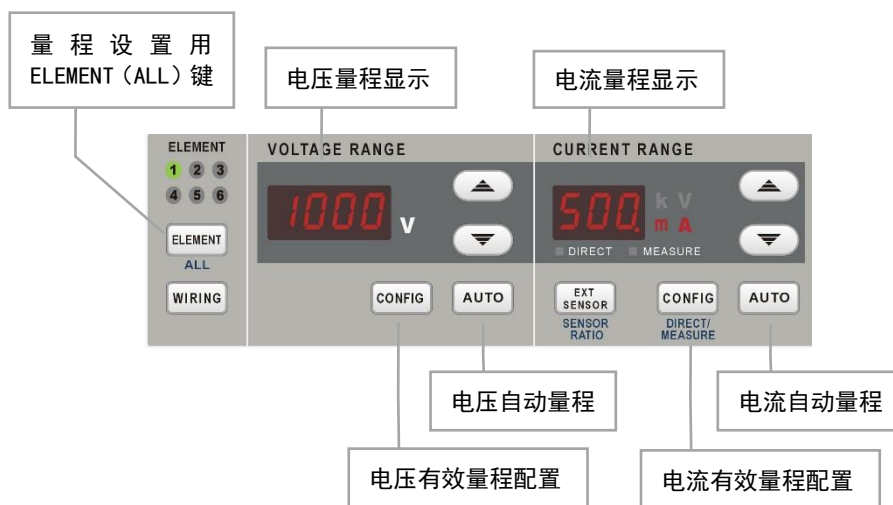 量程设置用
ELEMENT（ALL）键
电压量程显示
电流量程显示
ELEMENT
1 2 3
4 5 6
ELEMENT
ALL
WIRING
VOLTAGE RANGE
1000 V
CONFIG
AUTO
CURRENT RANGE
500. k V
m A
DIRECT MEASURE
EXT
SENSOR
SENSOR
RATIO
CONFIG
DIRECT/
MEASURE
AUTO
电压自动量程
电流自动量程
电压有效量程配置
电流有效量程配置